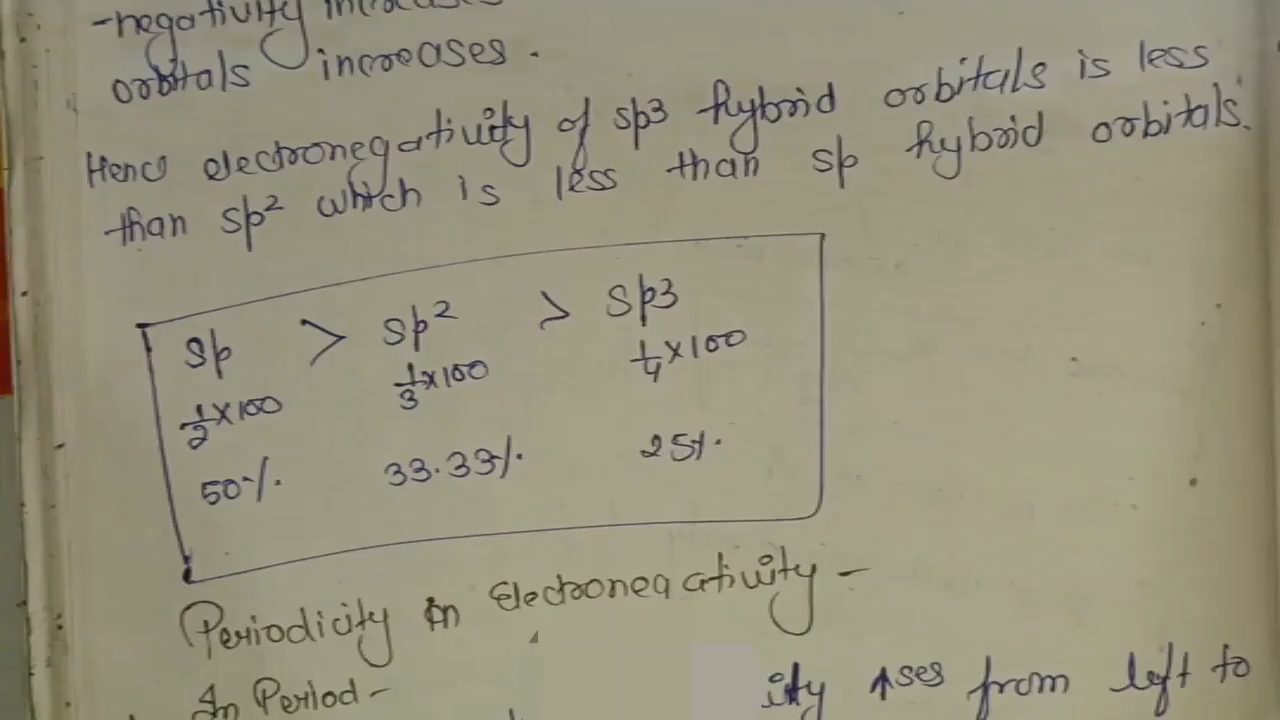 -negativity increases
orbitals increases.
Hence electronegativity of sp3 hybrid orbitals is less
than sp² which is less than sp hybrid orbitals.
sp > sp² > sp3
1/2×100 1/3×100 1/4×100
50% 33.33% 25%
Periodicity in Electronegativity -
In Period -
ity ↑ses from left to